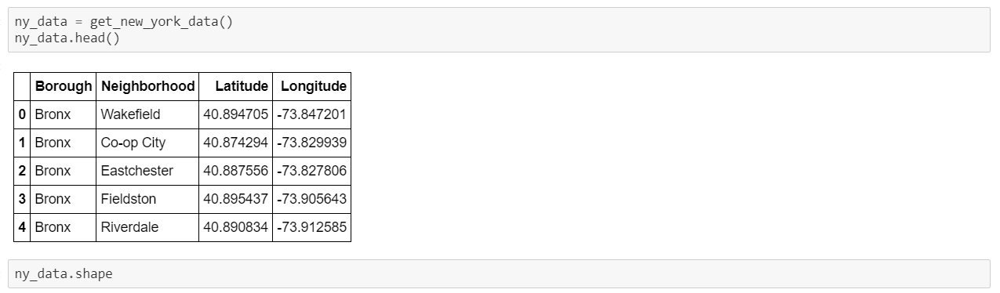 ny_data = get_new_york_data()
ny_data.head()
Borough Neighborhood Latitude Longitude
0 Bronx Wakefield 40.894705 -73.847201
1 Bronx Co-op City 40.874294 -73.829939
2 Bronx Eastchester 40.887556 -73.827806
3 Bronx Fieldston 40.895437 -73.905643
4 Bronx Riverdale 40.890834 -73.912585
ny_data.shape